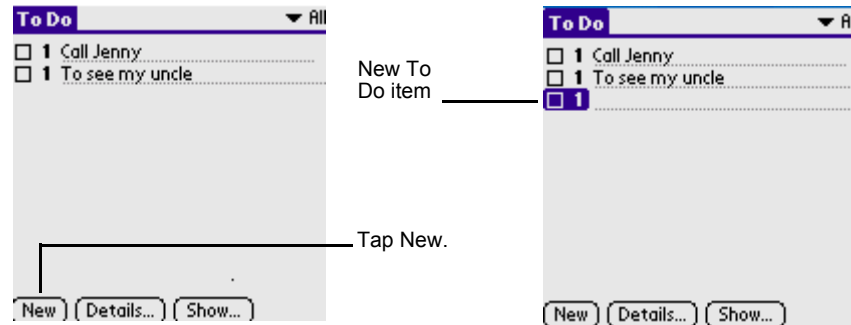 To Do ▼ All
1 Call Jenny
1 To see my uncle
New Details... Show...
New To
Do item
Tap New.
To Do ▼ A
1 Call Jenny
1 To see my uncle
1
New Details... Show...